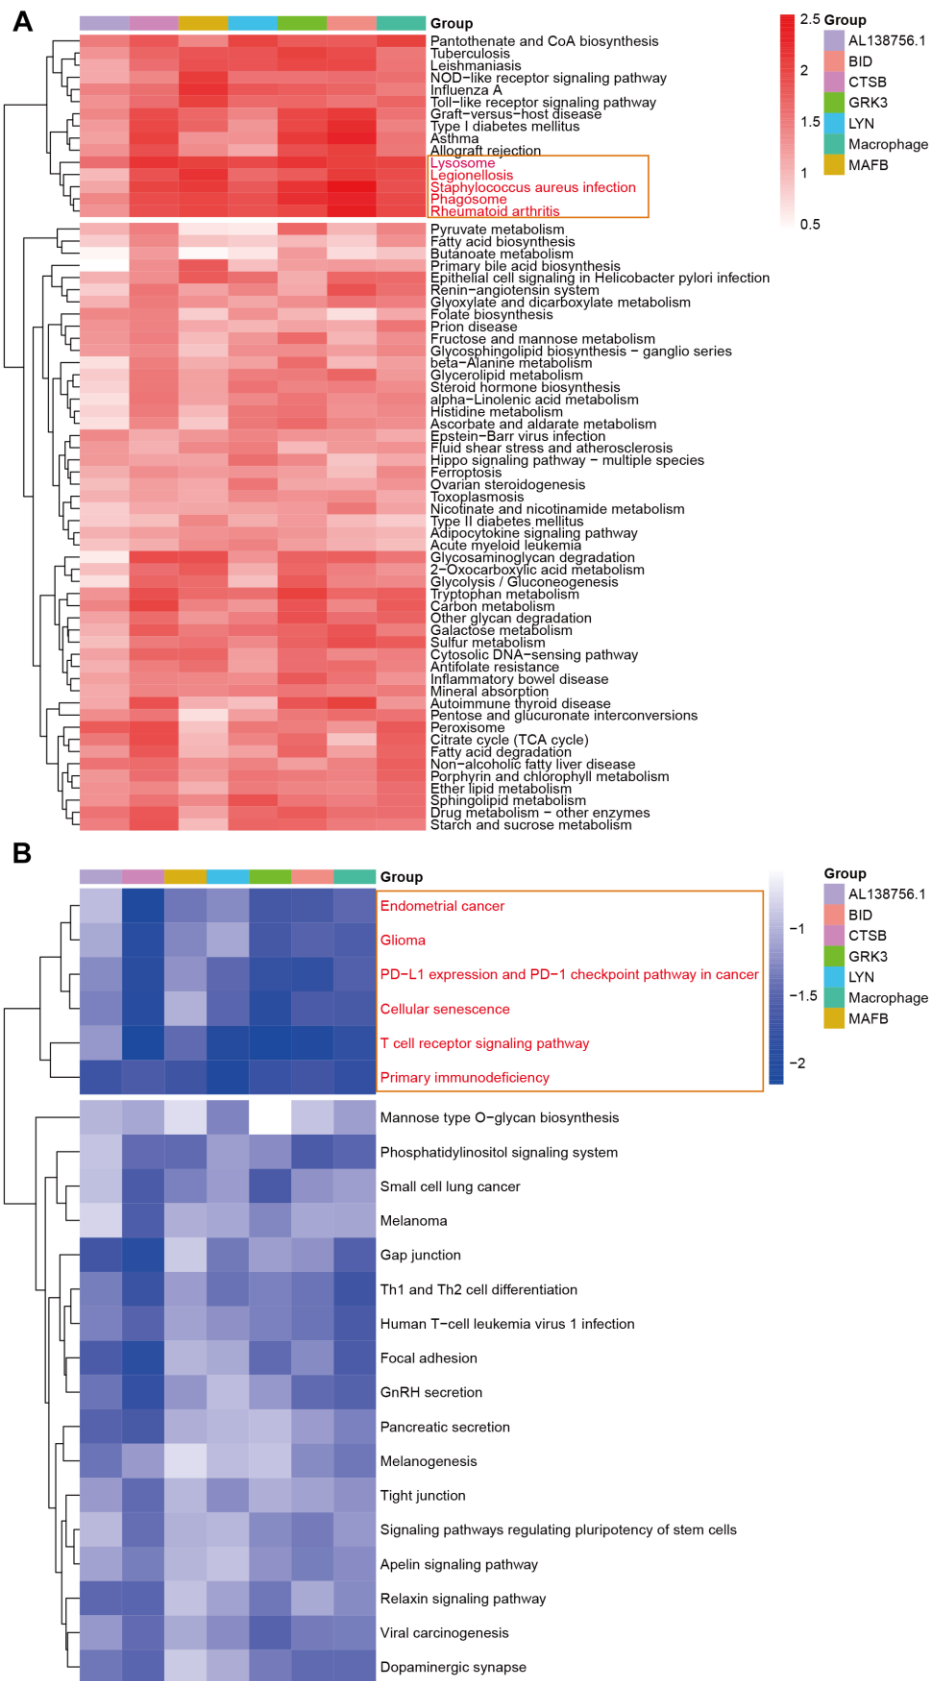 A
Group
Pantothenate and CoA biosynthesis
Tuberculosis
Leishmaniasis
NOD−like receptor signaling pathway
Influenza A
Toll−like receptor signaling pathway
Graft−versus−host disease
Type I diabetes mellitus
Asthma
Allograft rejection
Lysosome
Legionellosis
Staphylococcus aureus infection
Phagosome
Rheumatoid arthritis
Pyruvate metabolism
Fatty acid biosynthesis
Butanoate metabolism
Primary bile acid biosynthesis
Epithelial cell signaling in Helicobacter pylori infection
Renin−angiotensin system
Glyoxylate and dicarboxylate metabolism
Folate biosynthesis
Prion disease
Fructose and mannose metabolism
Glycosphingolipid biosynthesis − ganglio series
beta−Alanine metabolism
Glycerolipid metabolism
Steroid hormone biosynthesis
alpha−Linolenic acid metabolism
Histidine metabolism
Ascorbate and aldarate metabolism
Epstein−Barr virus infection
Fluid shear stress and atherosclerosis
Hippo signaling pathway − multiple species
Ferroptosis
Ovarian steroidogenesis
Toxoplasmosis
Nicotinate and nicotinamide metabolism
Type II diabetes mellitus
Adipocytokine signaling pathway
Acute myeloid leukemia
Glycosaminoglycan degradation
2−Oxocarboxylic acid metabolism
Glycolysis / Gluconeogenesis
Tryptophan metabolism
Carbon metabolism
Other glycan degradation
Galactose metabolism
Sulfur metabolism
Cytosolic DNA−sensing pathway
Antifolate resistance
Inflammatory bowel disease
Mineral absorption
Autoimmune thyroid disease
Pentose and glucuronate interconversions
Peroxisome
Citrate cycle (TCA cycle)
Fatty acid degradation
Non−alcoholic fatty liver disease
Porphyrin and chlorophyll metabolism
Ether lipid metabolism
Sphingolipid metabolism
Drug metabolism − other enzymes
Starch and sucrose metabolism
2.5
2
1.5
1
0.5
Group
AL138756.1
BID
CTSB
GRK3
LYN
Macrophage
MAFB
B
Group
Endometrial cancer
Glioma
PD−L1 expression and PD−1 checkpoint pathway in cancer
Cellular senescence
T cell receptor signaling pathway
Primary immunodeficiency
Mannose type O−glycan biosynthesis
Phosphatidylinositol signaling system
Small cell lung cancer
Melanoma
Gap junction
Th1 and Th2 cell differentiation
Human T−cell leukemia virus 1 infection
Focal adhesion
GnRH secretion
Pancreatic secretion
Melanogenesis
Tight junction
Signaling pathways regulating pluripotency of stem cells
Apelin signaling pathway
Relaxin signaling pathway
Viral carcinogenesis
Dopaminergic synapse
−1
−1.5
−2
Group
AL138756.1
BID
CTSB
GRK3
LYN
Macrophage
MAFB